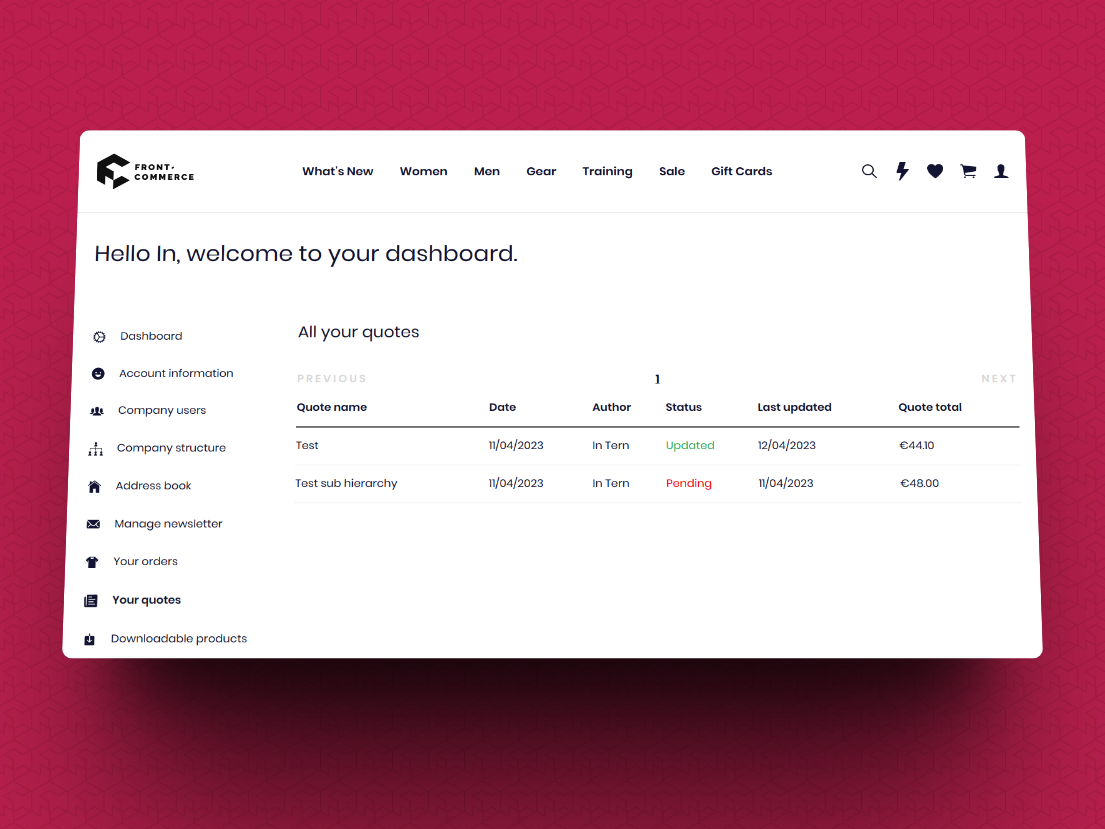 FRONT-
COMMERCE
What's New Women Men Gear Training Sale Gift Cards
Hello In, welcome to your dashboard.
Dashboard
Account information
Company users
Company structure
Address book
Manage newsletter
Your orders
Your quotes
Downloadable products
All your quotes
PREVIOUS 1 NEXT
Quote name Date Author Status Last updated Quote total
Test 11/04/2023 In Tern Updated 12/04/2023 €44.10
Test sub hierarchy 11/04/2023 In Tern Pending 11/04/2023 €48.00